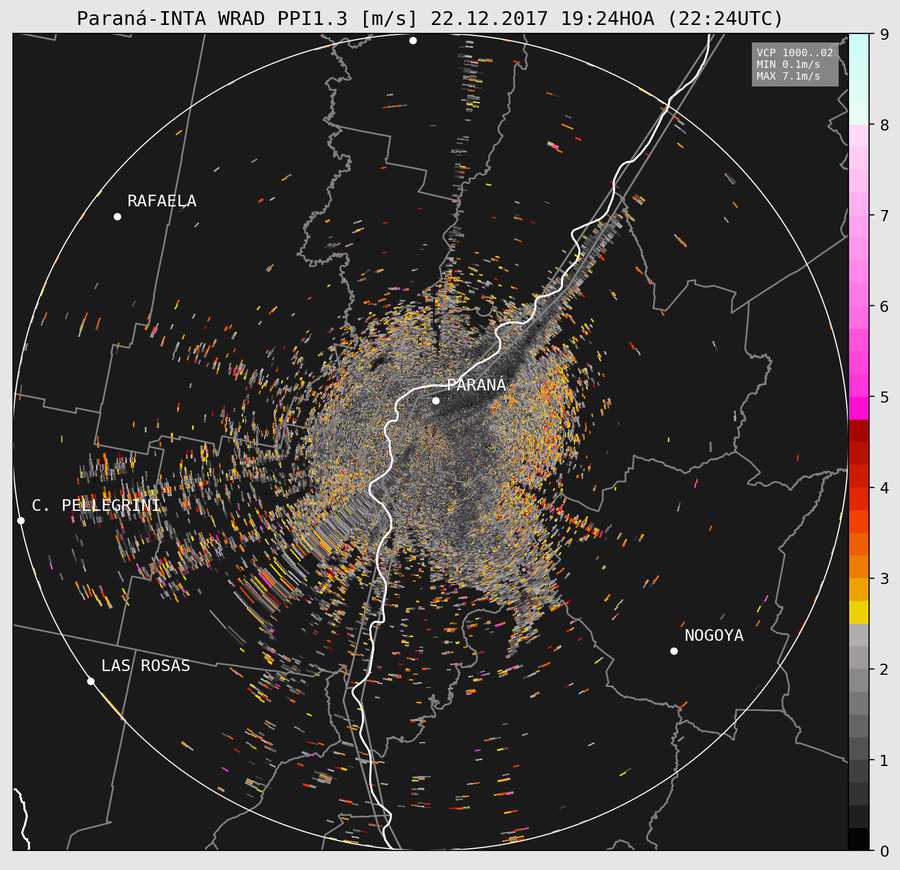 Paraná-INTA WRAD PPI1.3 [m/s] 22.12.2017 19:24HOA (22:24UTC)
VCP 1000..02
MIN 0.1m/s
MAX 7.1m/s
9
8
7
6
5
4
3
2
1
0
RAFAELA
PARANÁ
C. PELLEGRINI
NOGOYA
LAS ROSAS